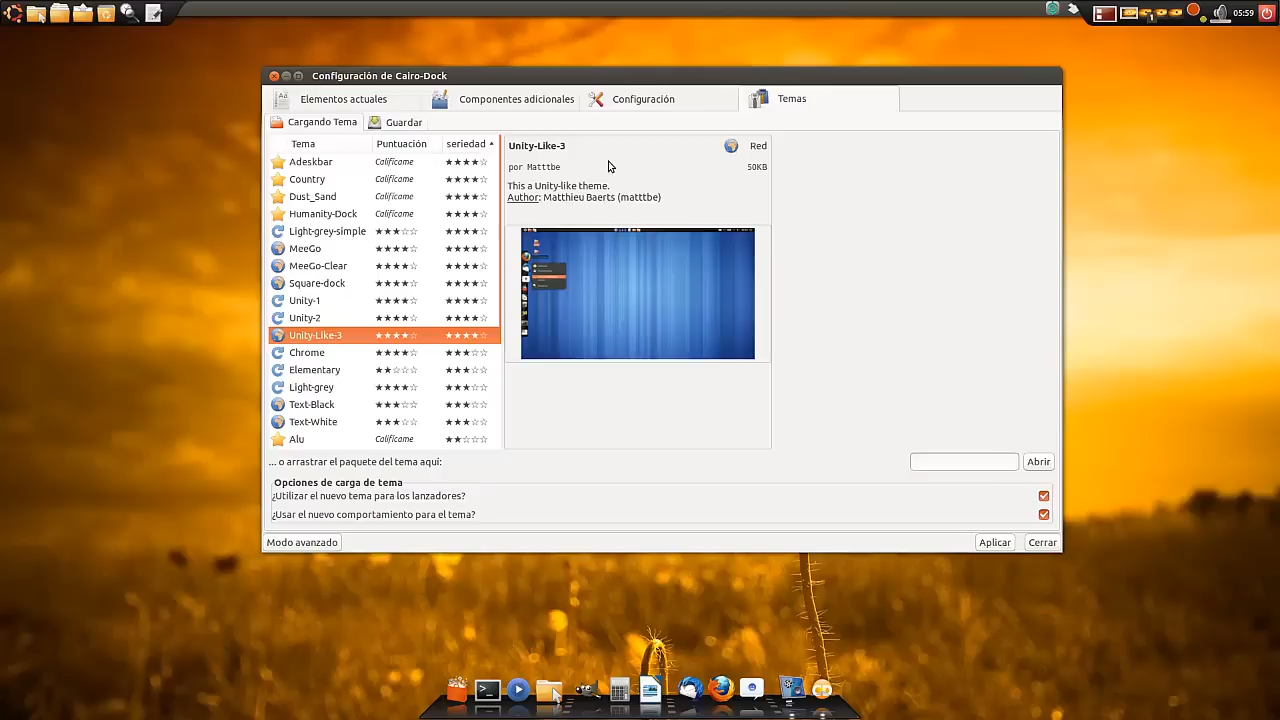 05:59
Configuración de Cairo-Dock
Elementos actuales
Componentes adicionales
Configuración
Temas
Cargando Tema
Guardar
Tema Puntuación seriedad
Adeskbar Califícame ★★★★☆
Country Califícame ★★★★☆
Dust_Sand Califícame ★★★★☆
Humanity-Dock Califícame ★★★★☆
Light-grey-simple ★★★☆☆ ★★★★☆
MeeGo ★★★★☆ ★★★★☆
MeeGo-Clear ★★★★☆ ★★★★☆
Square-dock ★★★★☆ ★★★★☆
Unity-1 ★★★★☆ ★★★★☆
Unity-2 ★★★★☆ ★★★★☆
Unity-Like-3 ★★★★☆ ★★★★☆
Chrome ★★★★☆ ★★★☆☆
Elementary ★★☆☆☆ ★★★☆☆
Light-grey ★★★★☆ ★★★☆☆
Text-Black ★★★☆☆ ★★★☆☆
Text-White ★★★☆☆ ★★★☆☆
Alu Califícame ★★☆☆☆
Unity-Like-3 Red
por Matttbe 50KB
This a Unity-like theme.
Author: Matthieu Baerts (matttbe)
... o arrastrar el paquete del tema aquí:
Abrir
Opciones de carga de tema
¿Utilizar el nuevo tema para los lanzadores?
¿Usar el nuevo comportamiento para el tema?
Modo avanzado
Aplicar
Cerrar